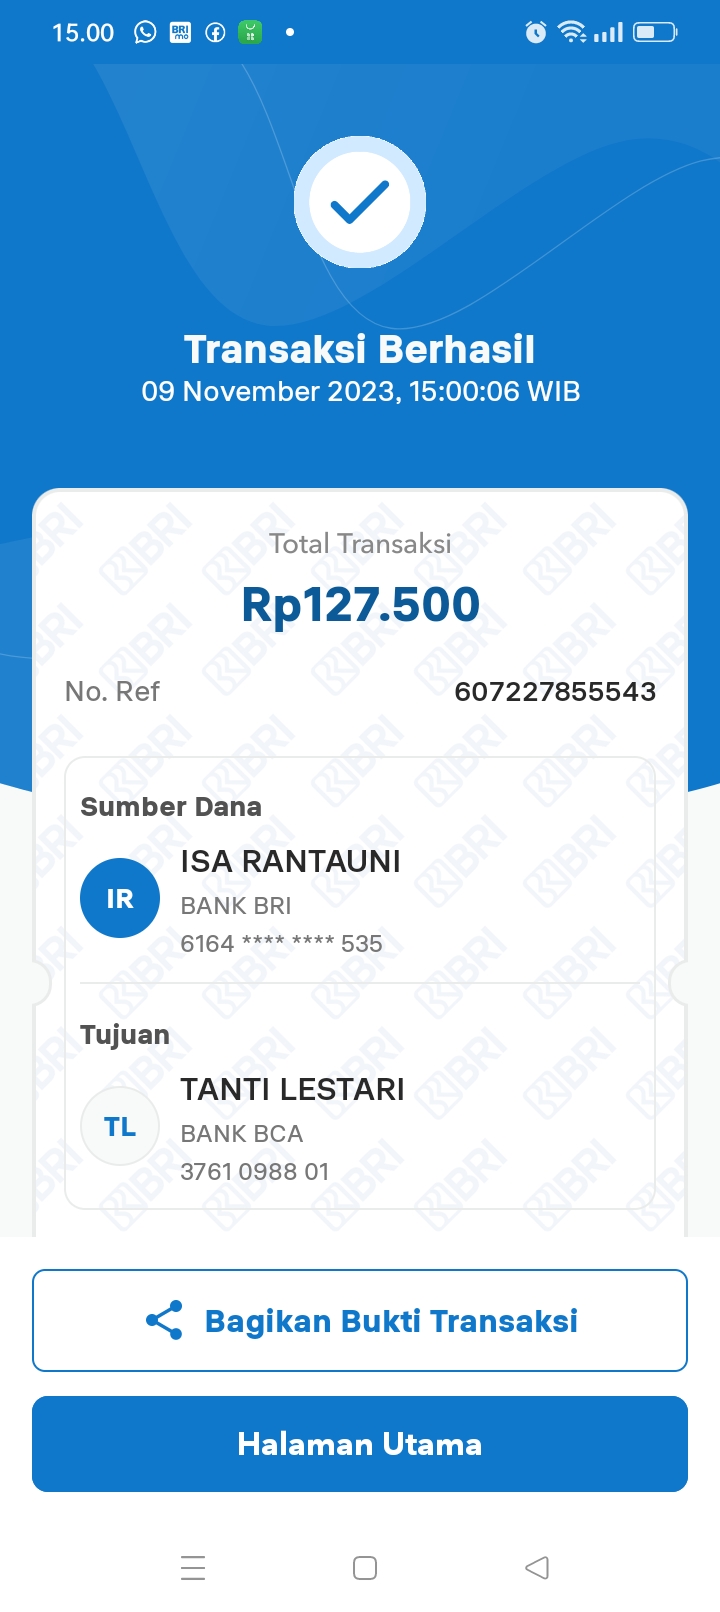 15.00
BRI
mo
Transaksi Berhasil
09 November 2023, 15:00:06 WIB
Total Transaksi
Rp127.500
No. Ref 607227855543
Sumber Dana
IR
ISA RANTAUNI
BANK BRI
6164 **** **** 535
Tujuan
TL
TANTI LESTARI
BANK BCA
3761 0988 01
Bagikan Bukti Transaksi
Halaman Utama